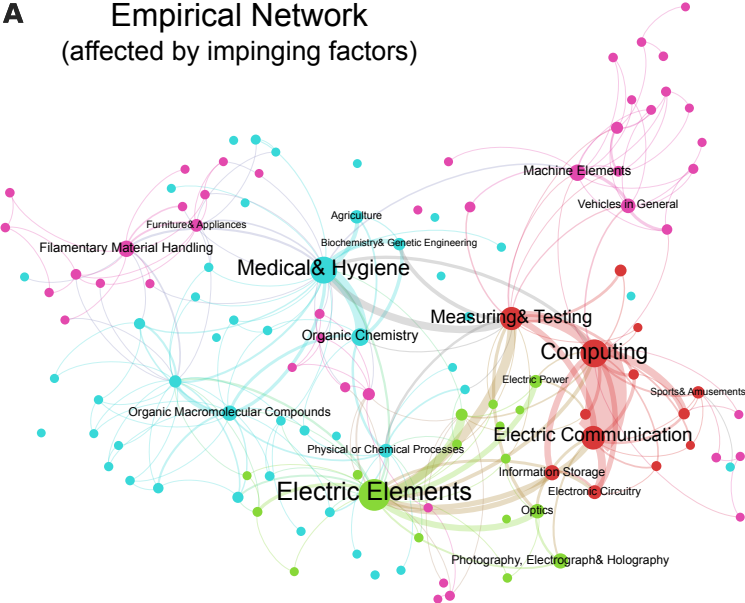 A
Empirical Network
(affected by impinging factors)
Machine Elements
Vehicles in General
Agriculture
Furniture& Appliances
Biochemistry& Genetic Engineering
Filamentary Material Handling
Medical& Hygiene
Measuring& Testing
Organic Chemistry
Computing
Electric Power
Sports& Amusements
Organic Macromolecular Compounds
Electric Communication
Physical or Chemical Processes
Information Storage
Electric Elements
Electronic Circuitry
Optics
Photography, Electrograph& Holography